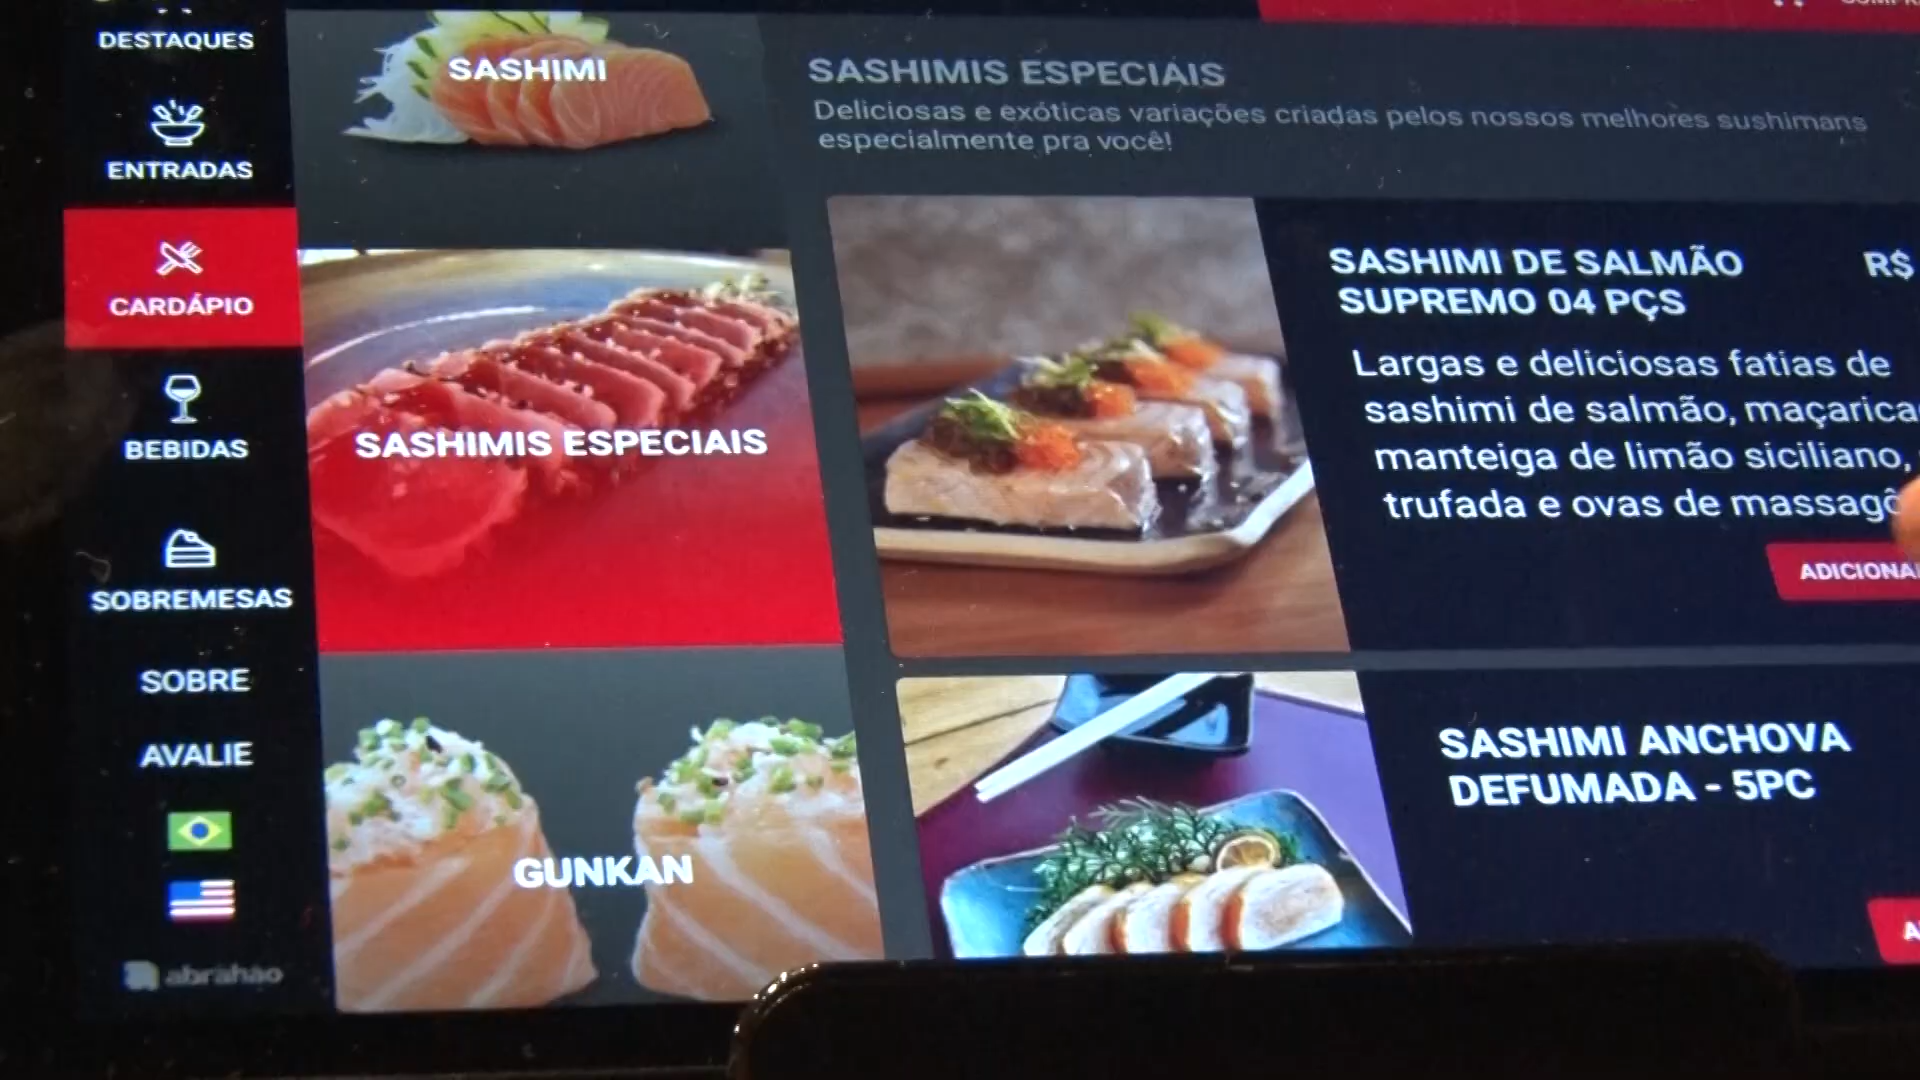 DESTAQUES
ENTRADAS
CARDÁPIO
BEBIDAS
SOBREMESAS
SOBRE
AVALIE
abrahao
SASHIMI
SASHIMIS ESPECIAIS
GUNKAN
SASHIMIS ESPECIAIS
Deliciosas e exóticas variações criadas pelos nossos melhores sushimans
especialmente pra você!
SASHIMI DE SALMÃO
SUPREMO 04 PÇS
R$
Largas e deliciosas fatias de
sashimi de salmão,
manteiga de limão siciliano,
trufada e ovas de massagô
SASHIMI ANCHOVA
DEFUMADA - 5PC